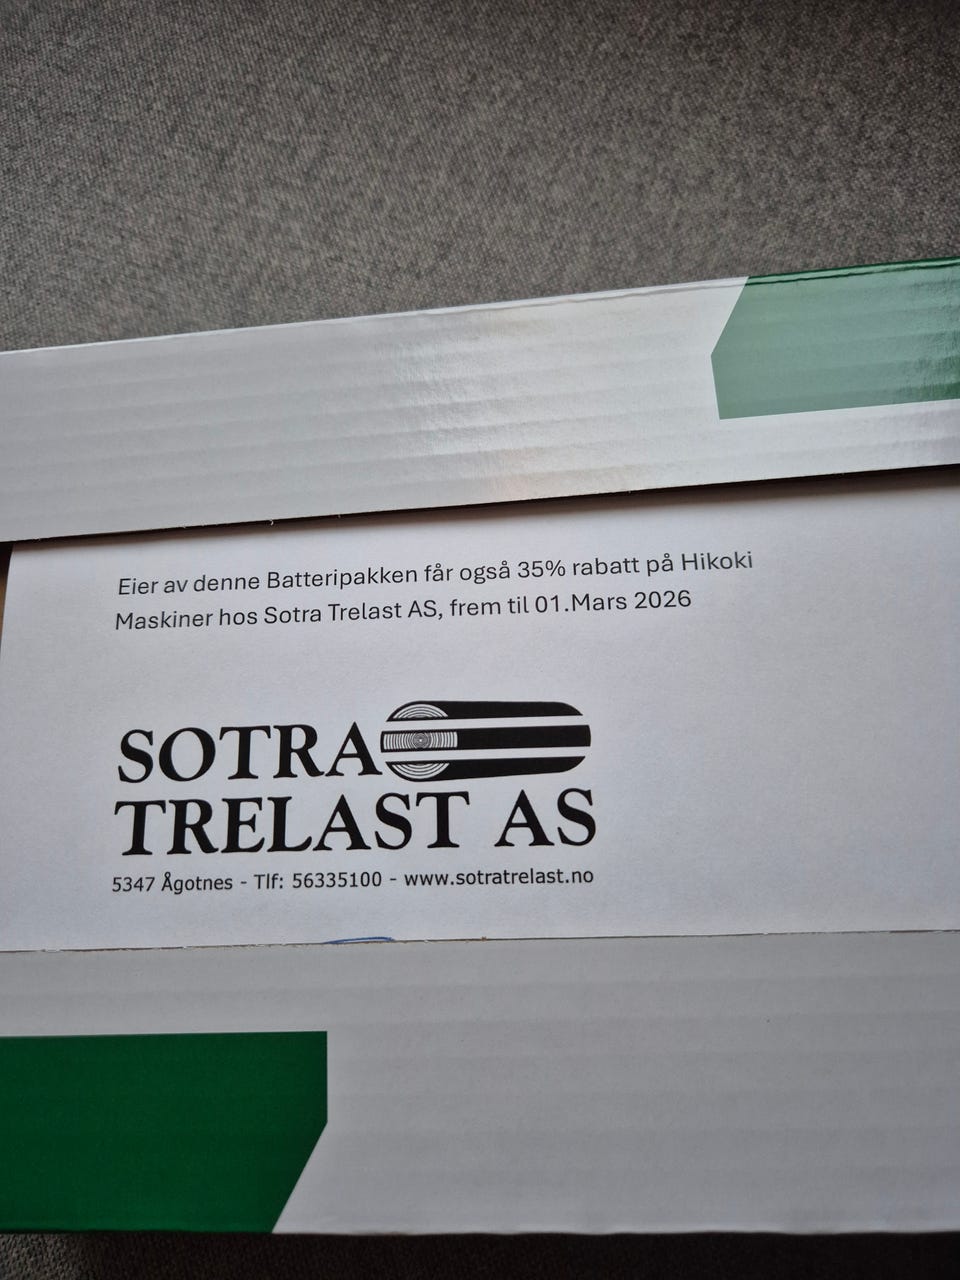 Eier av denne Batteripakken får også 35% rabatt på Hikoki
Maskiner hos Sotra Trelast AS, frem til 01.Mars 2026
SOTRA
TRELAST AS
5347 Ågotnes - Tlf: 56335100 - www.sotratrelast.no